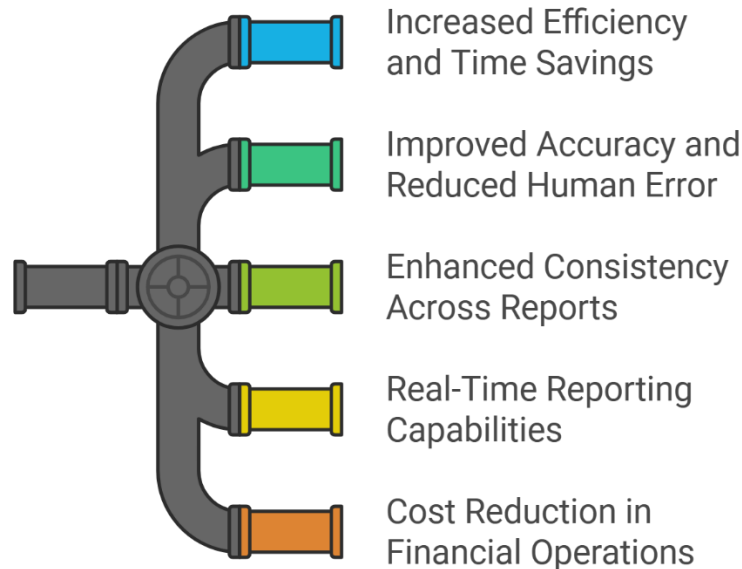 Increased Efficiency
and Time Savings
Improved Accuracy and
Reduced Human Error
Enhanced Consistency
Across Reports
Real-Time Reporting
Capabilities
Cost Reduction in
Financial Operations